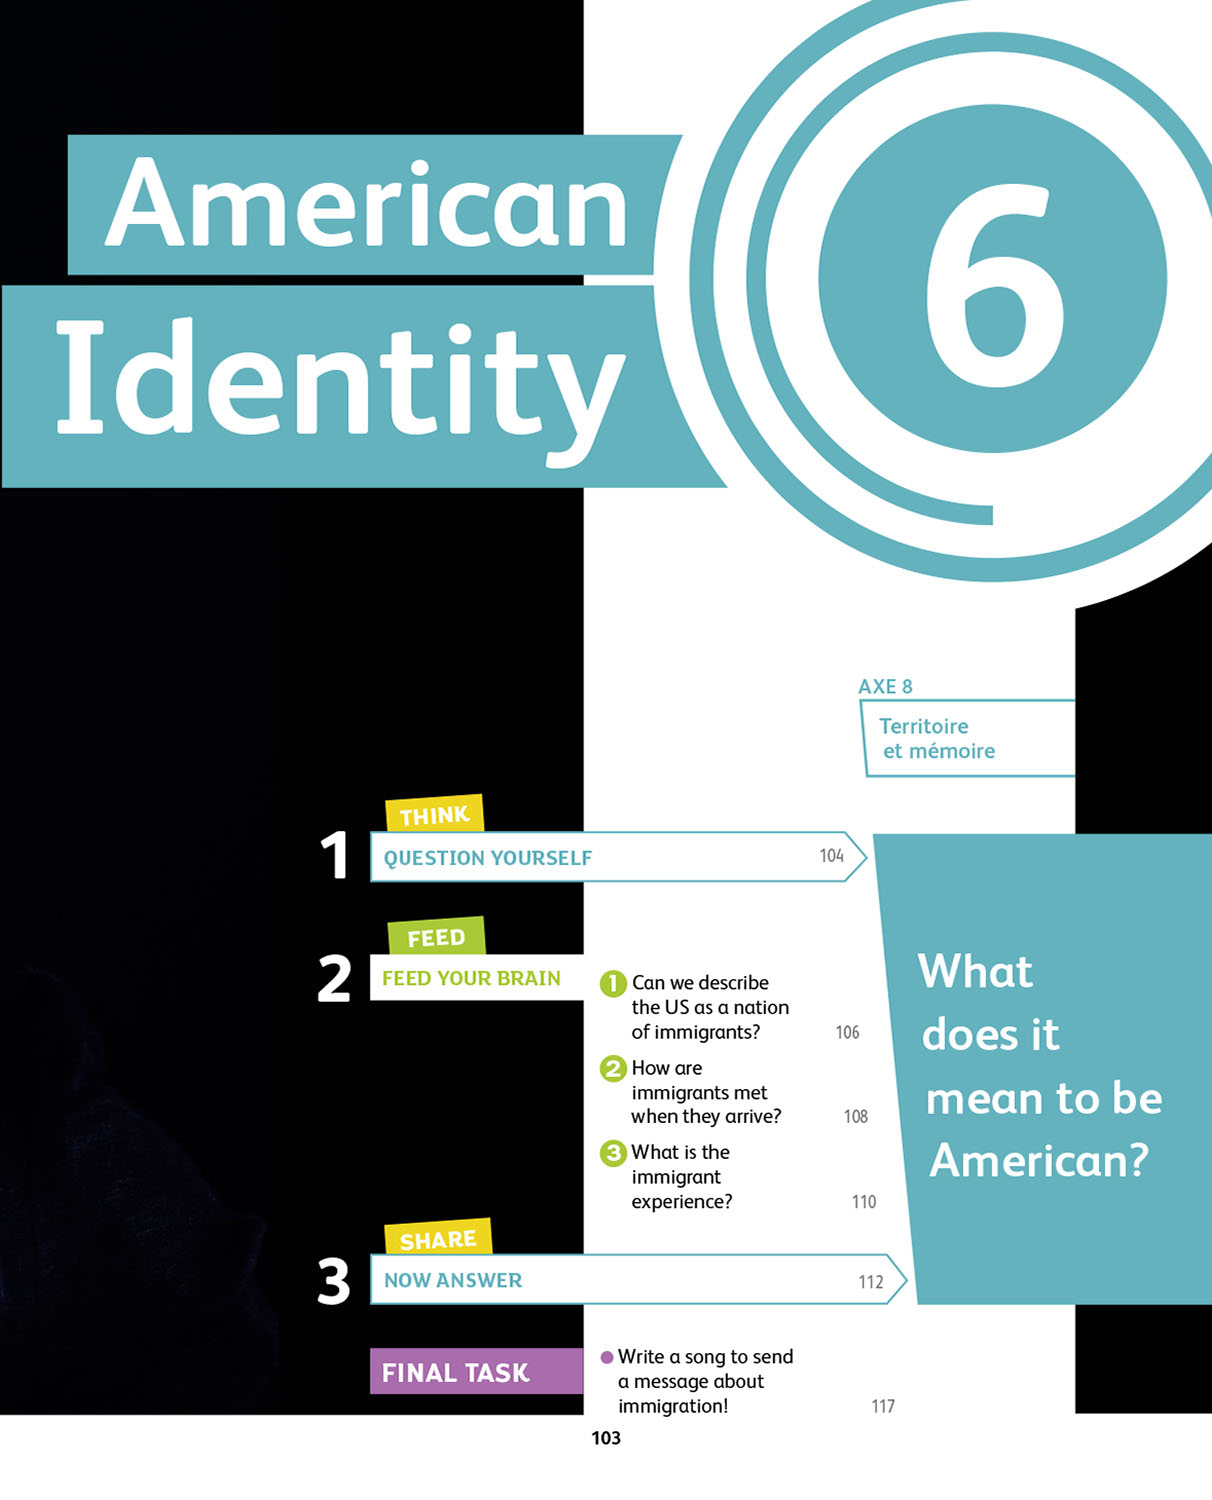 American
Identity
6
AXE 8
Territoire
et mémoire
THINK
1
QUESTION YOURSELF 104
FEED
2
FEED YOUR BRAIN
1 Can we describe
the US as a nation
of immigrants? 106
2 How are
immigrants met
when they arrive? 108
3 What is the
immigrant
experience? 110
SHARE
3
NOW ANSWER 112
What
does it
mean to be
American?
FINAL TASK
Write a song to send
a message about
immigration! 117
103